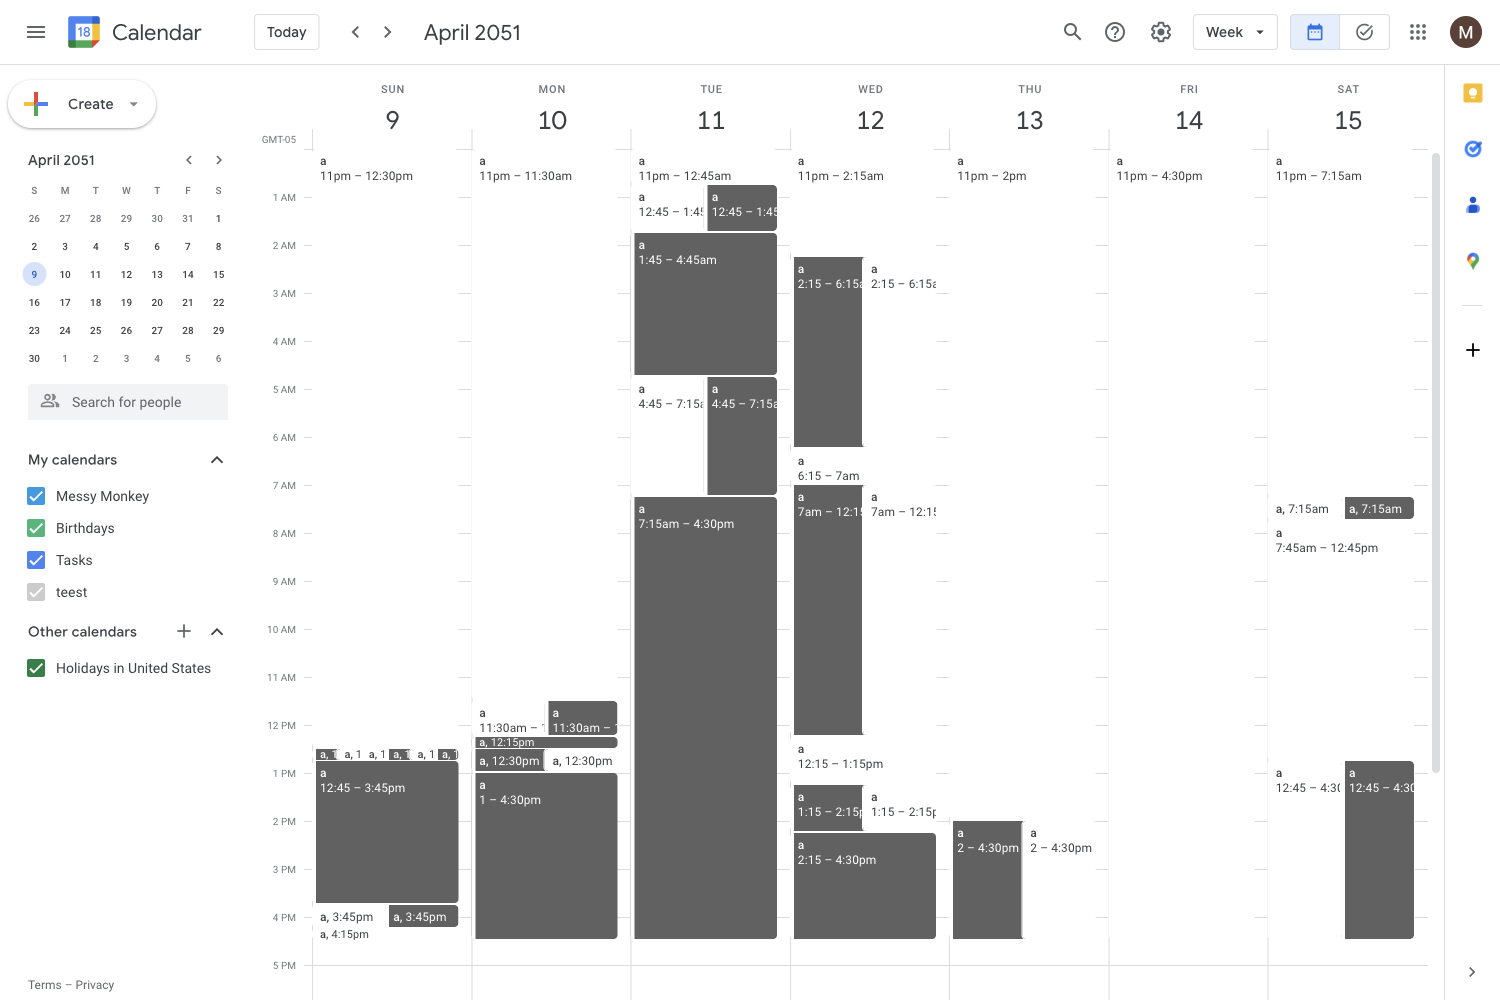 18 Calendar Today April 2051 Week M
Create
April 2051
S M T W T F S
26 27 28 29 30 31 1
2 3 4 5 6 7 8
9 10 11 12 13 14 15
16 17 18 19 20 21 22
23 24 25 26 27 28 29
30 1 2 3 4 5 6
Search for people
My calendars
Messy Monkey
Birthdays
Tasks
teest
Other calendars
Holidays in United States
Terms – Privacy
GMT-05
1 AM
2 AM
3 AM
4 AM
5 AM
6 AM
7 AM
8 AM
9 AM
10 AM
11 AM
12 PM
1 PM
2 PM
3 PM
4 PM
5 PM
SUN
9
a
11pm – 12:30pm
a, 1 a, 1 a, 1 a, 1 a, 1 a, 1
a
12:45 – 3:45pm
a, 3:45pm a, 3:45pm
a, 4:15pm
MON
10
a
11pm – 11:30am
a
11:30am –
a
11:30am –
a, 12:15pm
a, 12:30pm a, 12:30pm
a
1 – 4:30pm
TUE
11
a
11pm – 12:45am
a
12:45 – 1:45
a
12:45 – 1:45
a
1:45 – 4:45am
a
4:45 – 7:15a
a
4:45 – 7:15a
a
7:15am – 4:30pm
WED
12
a
11pm – 2:15am
a
2:15 – 6:15a
a
2:15 – 6:15a
a
6:15 – 7am
a
7am – 12:15
a
7am – 12:15
a
12:15 – 1:15pm
a
1:15 – 2:15p
a
1:15 – 2:15p
a
2:15 – 4:30pm
THU
13
a
11pm – 2pm
a
2 – 4:30pm
a
2 – 4:30pm
FRI
14
a
11pm – 4:30pm
SAT
15
a
11pm – 7:15am
a, 7:15am a, 7:15am
a
7:45am – 12:45pm
a
12:45 – 4:30
a
12:45 – 4:30